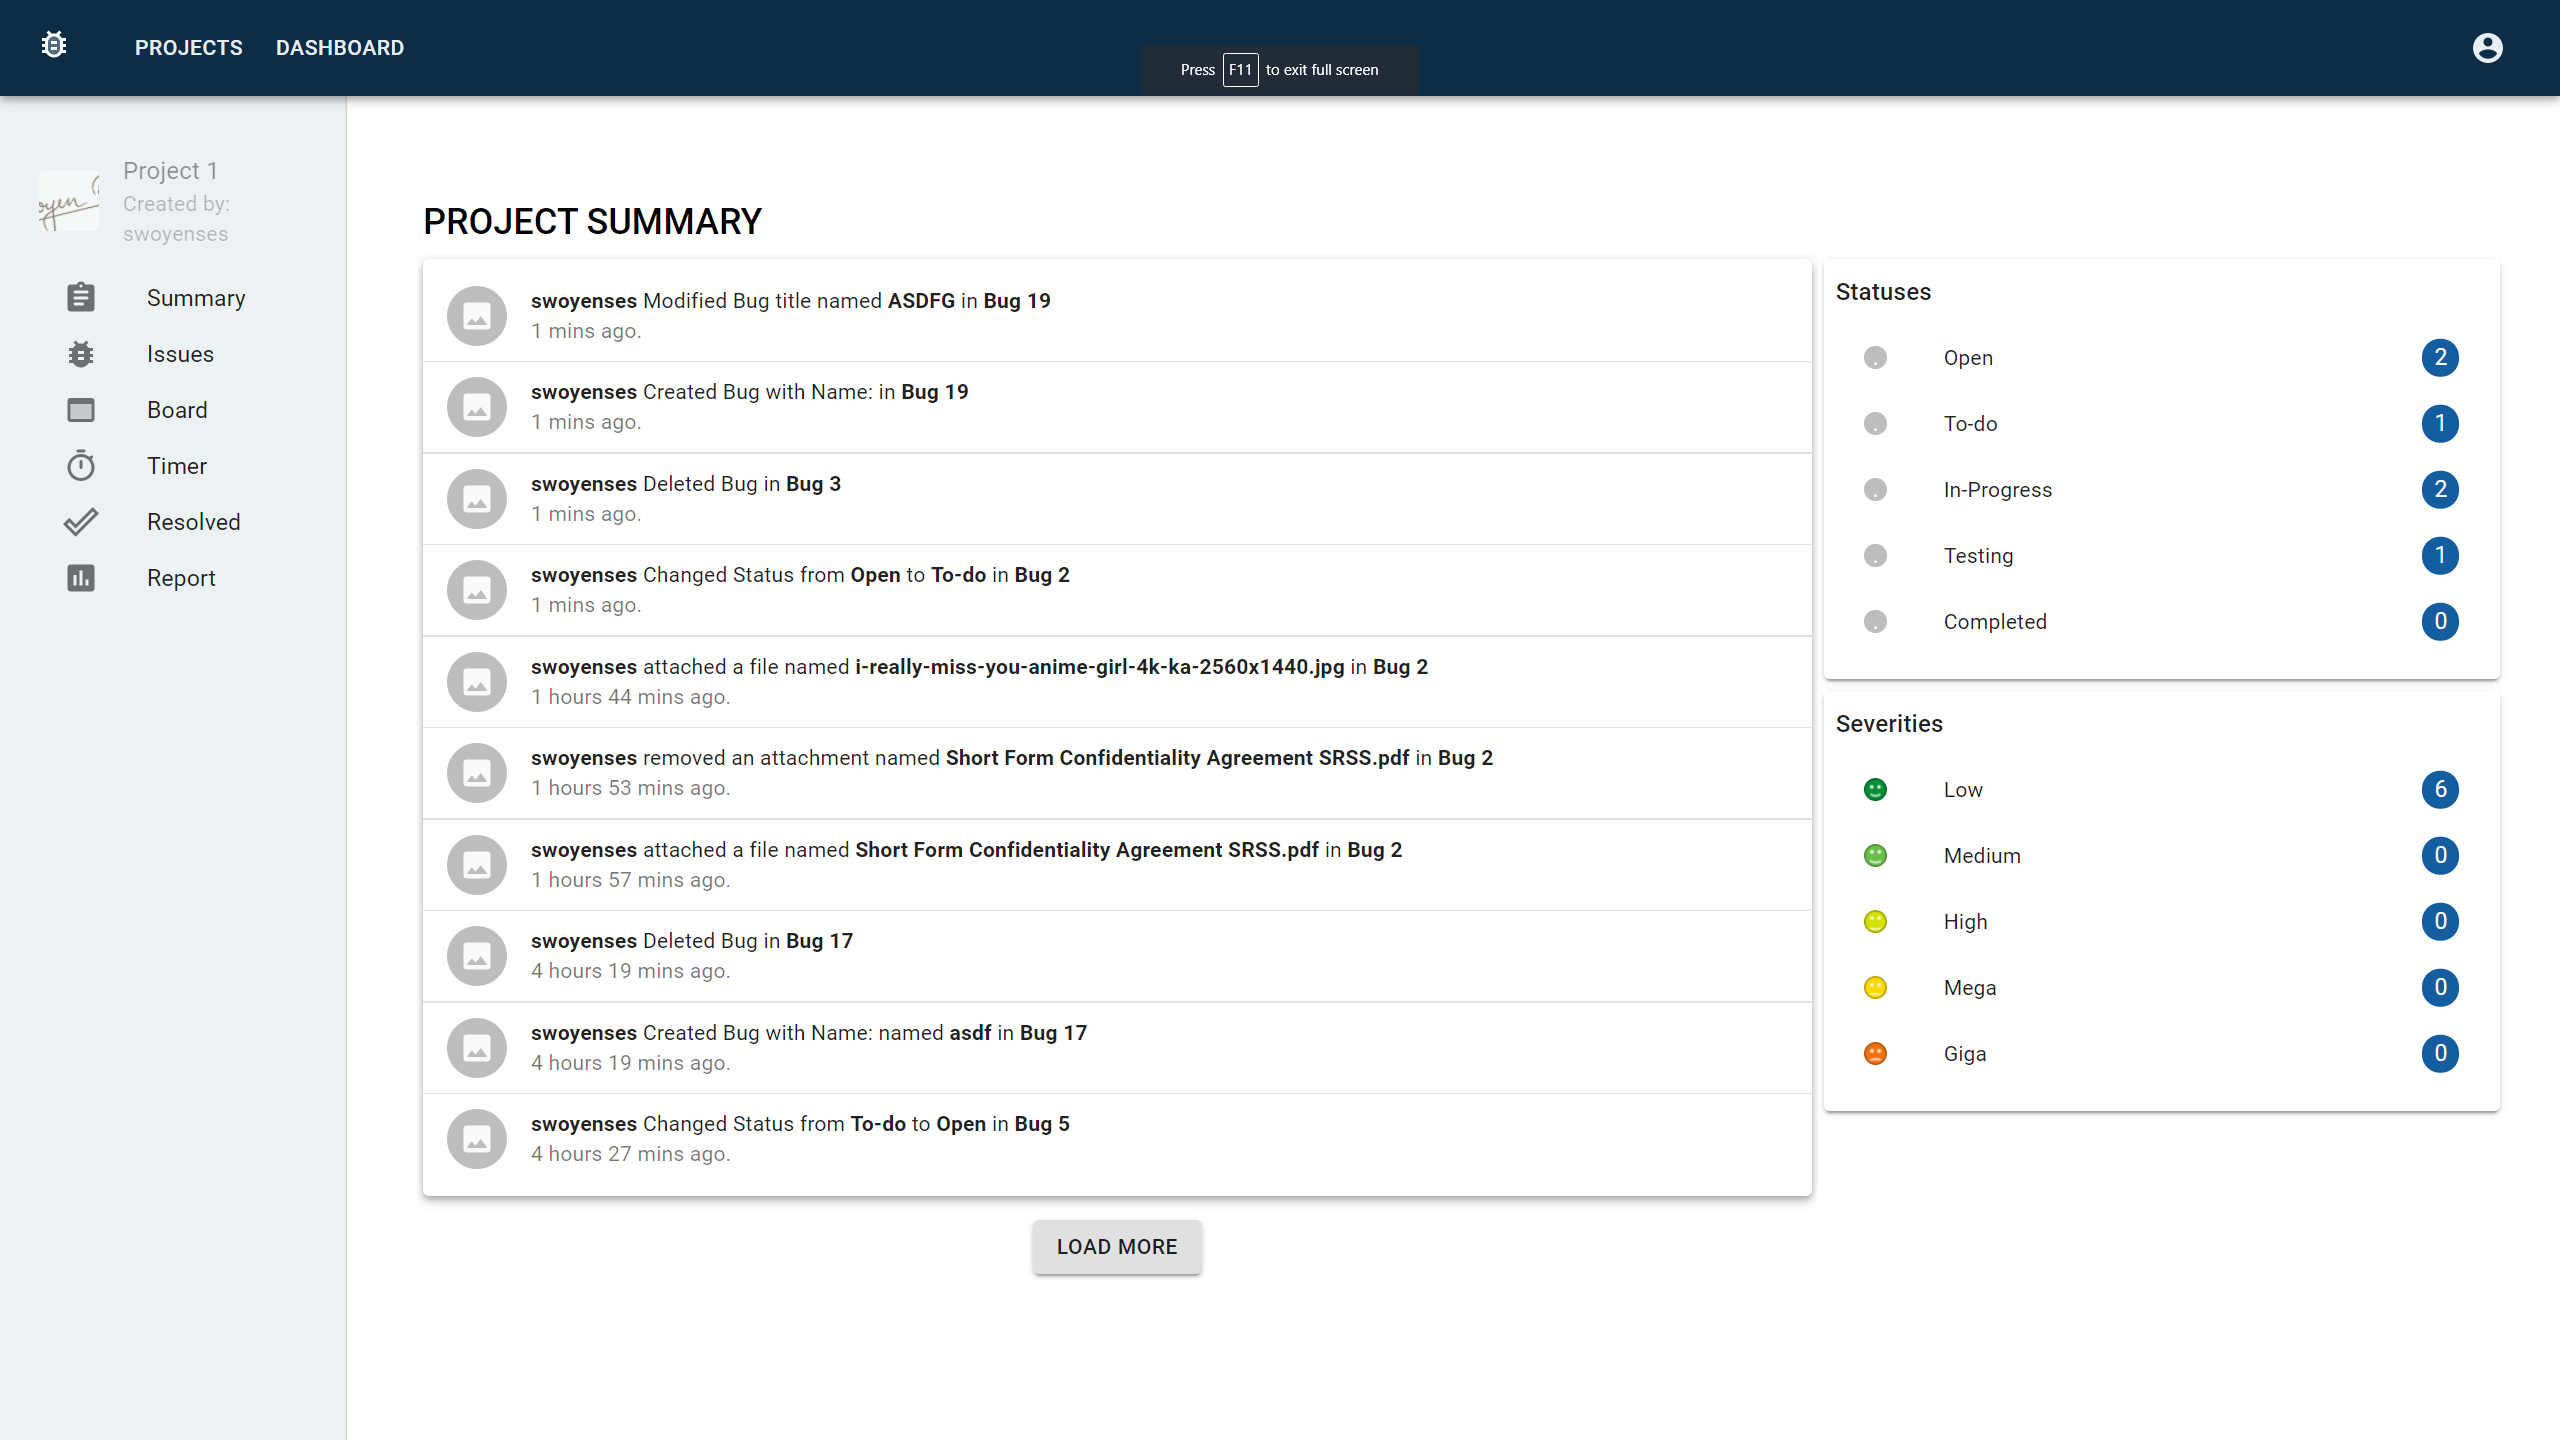 PROJECTS DASHBOARD
Press F11 to exit full screen
Project 1
Created by:
swoyenses
Summary
Issues
Board
Timer
Resolved
Report
PROJECT SUMMARY
swoyenses Modified Bug title named ASDFG in Bug 19
1 mins ago.
swoyenses Created Bug with Name: in Bug 19
1 mins ago.
swoyenses Deleted Bug in Bug 3
1 mins ago.
swoyenses Changed Status from Open to To-do in Bug 2
1 mins ago.
swoyenses attached a file named i-really-miss-you-anime-girl-4k-ka-2560x1440.jpg in Bug 2
1 hours 44 mins ago.
swoyenses removed an attachment named Short Form Confidentiality Agreement SRSS.pdf in Bug 2
1 hours 53 mins ago.
swoyenses attached a file named Short Form Confidentiality Agreement SRSS.pdf in Bug 2
1 hours 57 mins ago.
swoyenses Deleted Bug in Bug 17
4 hours 19 mins ago.
swoyenses Created Bug with Name: named asdf in Bug 17
4 hours 19 mins ago.
swoyenses Changed Status from To-do to Open in Bug 5
4 hours 27 mins ago.
LOAD MORE
Statuses
Open 2
To-do 1
In-Progress 2
Testing 1
Completed 0
Severities
Low 6
Medium 0
High 0
Mega 0
Giga 0